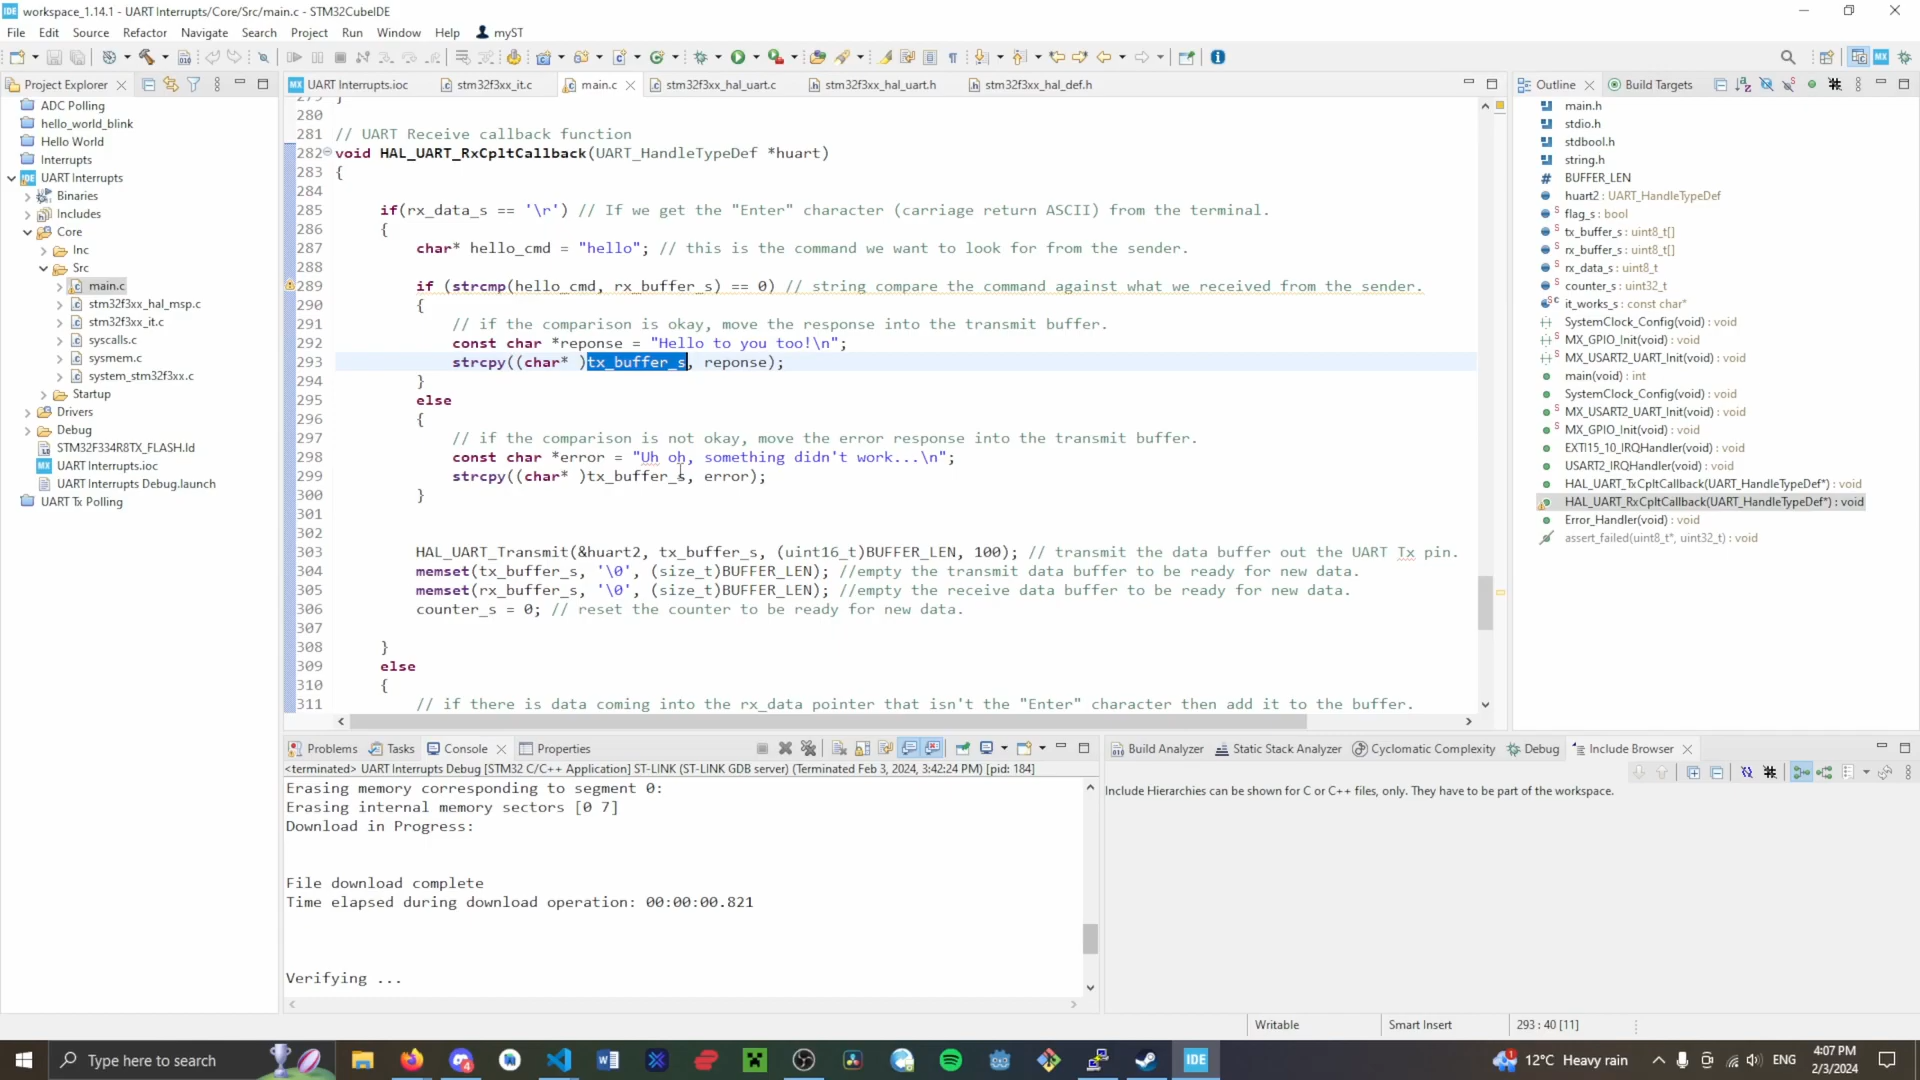 workspace_1.14.1 - UART Interrupts/Core/Src/main.c - STM32CubeIDE
File Edit Source Refactor Navigate Search Project Run Window Help myST
Project Explorer
ADC Polling
hello_world_blink
Hello World
Interrupts
UART Interrupts
Binaries
Includes
Core
Inc
Src
main.c
stm32f3xx_hal_msp.c
stm32f3xx_it.c
syscalls.c
sysmem.c
system_stm32f3xx.c
Startup
Drivers
Debug
STM32F334R8TX_FLASH.ld
UART Interrupts.ioc
UART Interrupts Debug.launch
UART Tx Polling
UART Interrupts.ioc stm32f3xx_it.c main.c stm32f3xx_hal_uart.c stm32f3xx_hal_uart.h stm32f3xx_hal_def.h
279 }
280
281 // UART Receive callback function
282 void HAL_UART_RxCpltCallback(UART_HandleTypeDef *huart)
283 {
284
285 if(rx_data_s == '\r') // If we get the "Enter" character (carriage return ASCII) from the terminal.
286 {
287 char* hello_cmd = "hello"; // this is the command we want to look for from the sender.
288
289 if (strcmp(hello_cmd, rx_buffer_s) == 0) // string compare the command against what we received from the sender.
290 {
291 // if the comparison is okay, move the response into the transmit buffer.
292 const char *reponse = "Hello to you too!\n";
293 strcpy((char* )tx_buffer_s, reponse);
294 }
295 else
296 {
297 // if the comparison is not okay, move the error response into the transmit buffer.
298 const char *error = "Uh oh, something didn't work...\n";
299 strcpy((char* )tx_buffer_s, error);
300 }
301
302
303 HAL_UART_Transmit(&huart2, tx_buffer_s, (uint16_t)BUFFER_LEN, 100); // transmit the data buffer out the UART Tx pin.
304 memset(tx_buffer_s, '\0', (size_t)BUFFER_LEN); //empty the transmit data buffer to be ready for new data.
305 memset(rx_buffer_s, '\0', (size_t)BUFFER_LEN); //empty the receive data buffer to be ready for new data.
306 counter_s = 0; // reset the counter to be ready for new data.
307
308 }
309 else
310 {
311 // if there is data coming into the rx_data pointer that isn't the "Enter" character then add it to the buffer.
Outline Build Targets
main.h
stdio.h
stdbool.h
string.h
BUFFER_LEN
huart2 : UART_HandleTypeDef
flag_s : bool
tx_buffer_s : uint8_t[]
rx_buffer_s : uint8_t[]
rx_data_s : uint8_t
counter_s : uint32_t
it_works_s : const char*
SystemClock_Config(void) : void
MX_GPIO_Init(void) : void
MX_USART2_UART_Init(void) : void
main(void) : int
SystemClock_Config(void) : void
MX_USART2_UART_Init(void) : void
MX_GPIO_Init(void) : void
EXTI15_10_IRQHandler(void) : void
USART2_IRQHandler(void) : void
HAL_UART_TxCpltCallback(UART_HandleTypeDef*) : void
HAL_UART_RxCpltCallback(UART_HandleTypeDef*) : void
Error_Handler(void) : void
assert_failed(uint8_t*, uint32_t) : void
Problems Tasks Console Properties
<terminated> UART Interrupts Debug [STM32 C/C++ Application] ST-LINK (ST-LINK GDB server) (Terminated Feb 3, 2024, 3:42:24 PM) [pid: 184]
Erasing memory corresponding to segment 0:
Erasing internal memory sectors [0 7]
Download in Progress:
File download complete
Time elapsed during download operation: 00:00:00.821
Verifying ...
Build Analyzer Static Stack Analyzer Cyclomatic Complexity Debug Include Browser
Include Hierarchies can be shown for C or C++ files, only. They have to be part of the workspace.
Writable Smart Insert 293 : 40 [11]
Type here to search
12°C Heavy rain
ENG
4:07 PM
2/3/2024